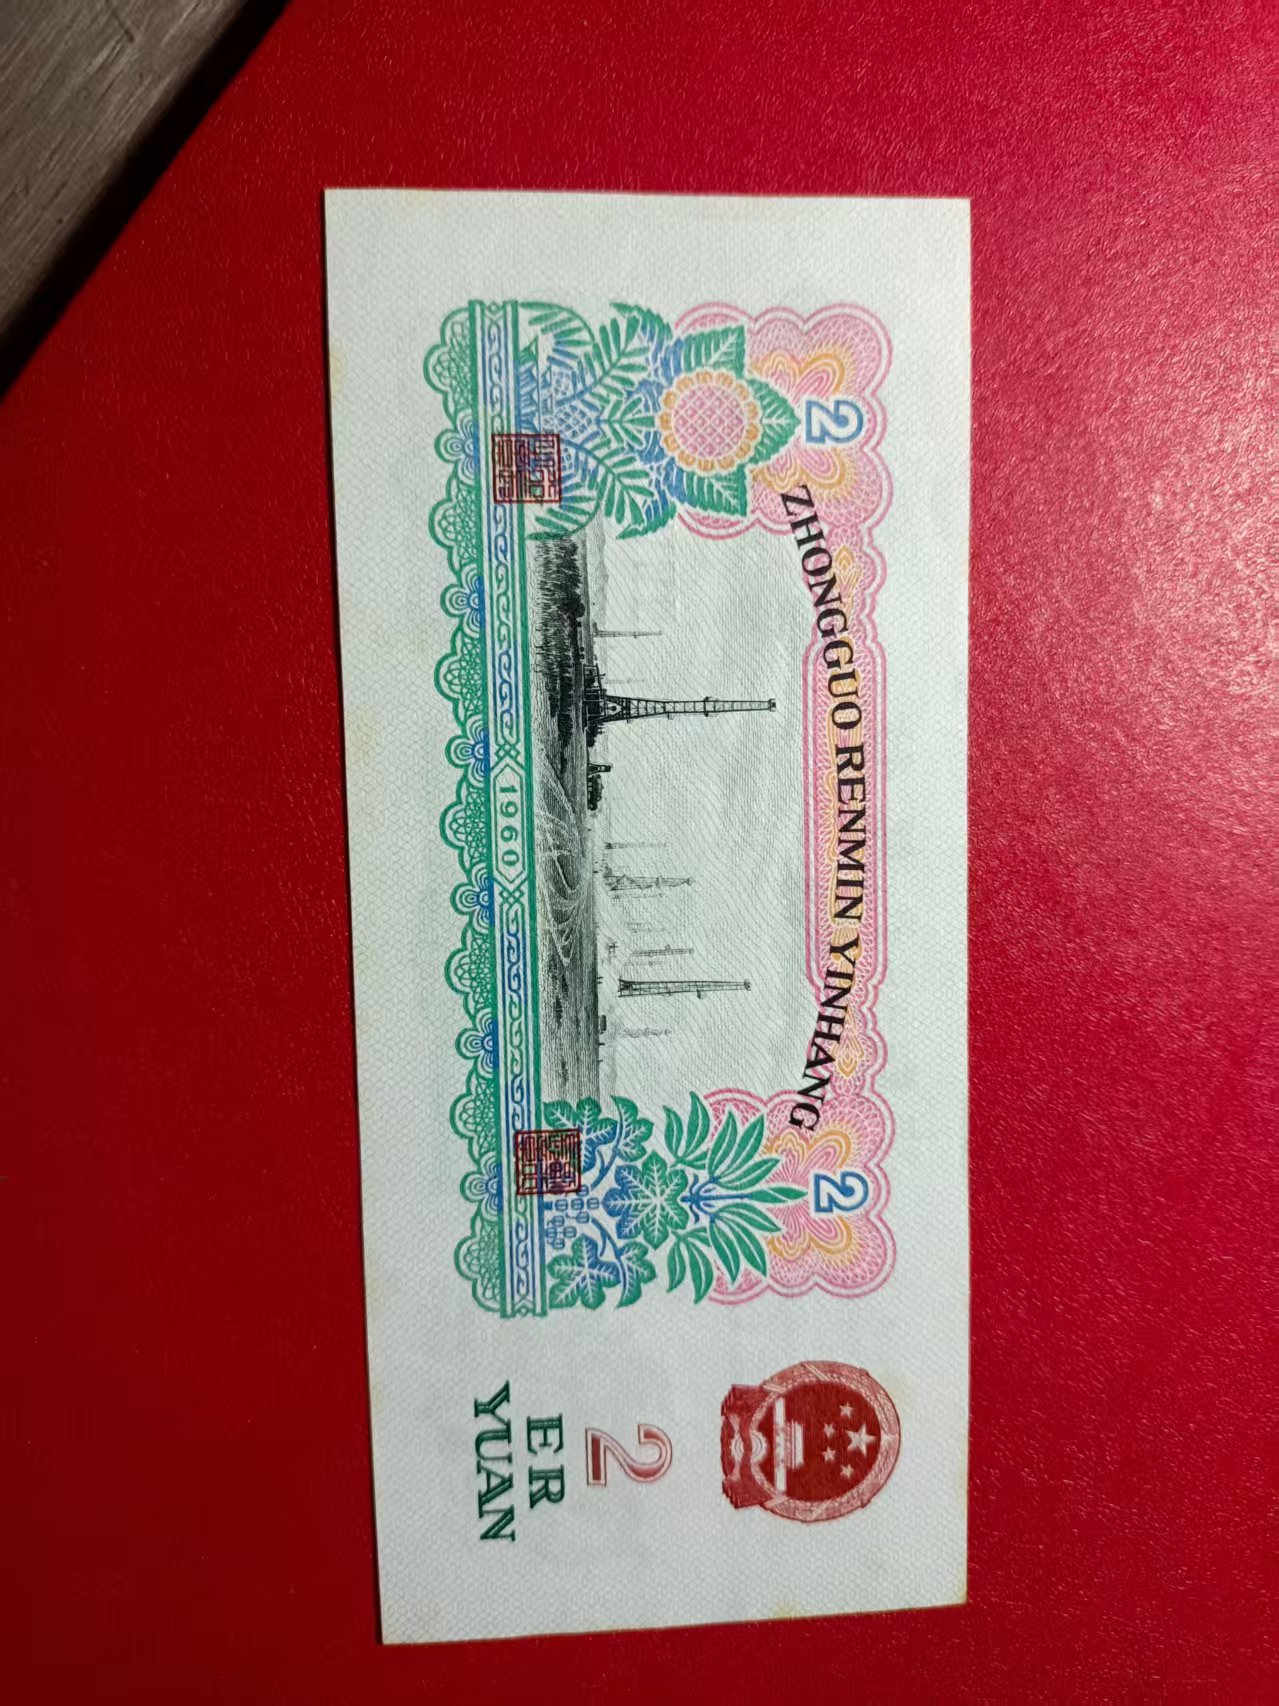 ZHONGGUO RENMIN YINHANG
2
2
1960
2
ER
YUAN